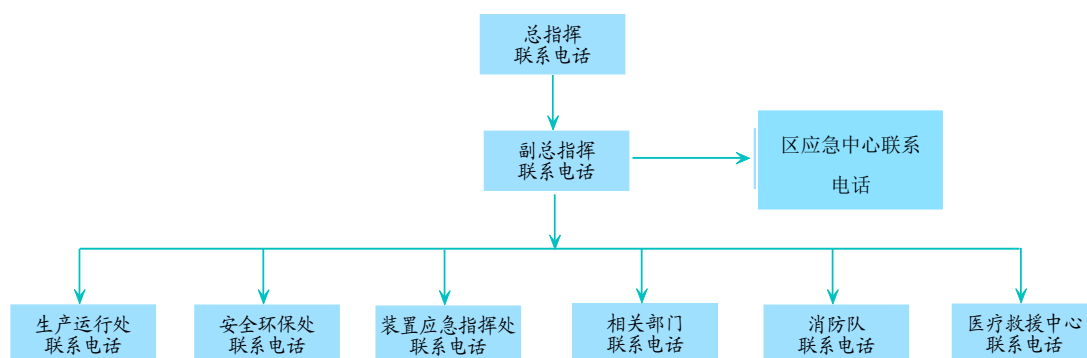 总指挥
联系电话
副总指挥
联系电话
区应急中心联系
电话
生产运行处
联系电话
安全环保处
联系电话
装置应急指挥处
联系电话
相关部门
联系电话
消防队
联系电话
医疗救援中心
联系电话